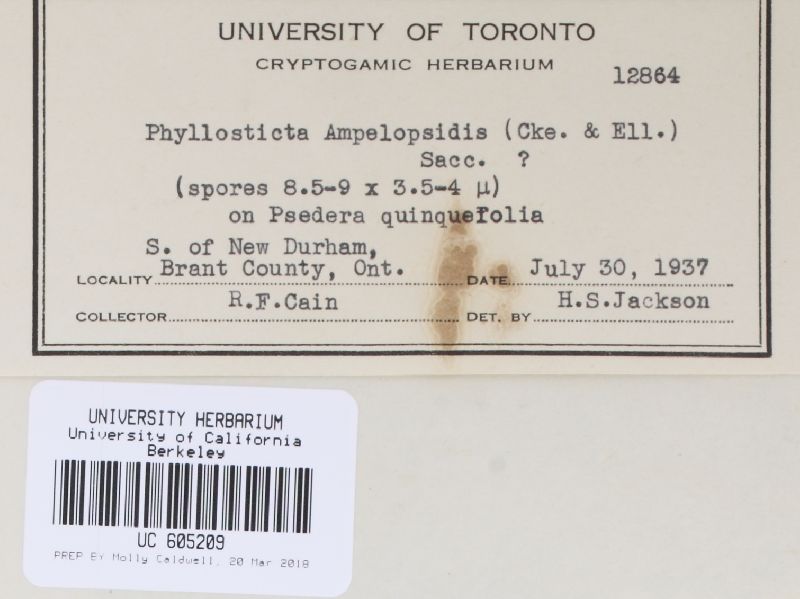 UNIVERSITY OF TORONTO
CRYPTOGAMIC HERBARIUM
12864
Phyllosticta Ampelopsidis (Cke. & Ell.)
Sacc. ?
(spores 8.5-9 x 3.5-4 µ)
on Psedera quinquefolia
S. of New Durham,
LOCALITY Brant County, Ont. DATE July 30, 1937
COLLECTOR R.F.Cain DET. BY H.S.Jackson
UNIVERSITY HERBARIUM
University of California
Berkeley
UC 605209
PREP BY Molly Caldwell, 20 Mar 2018